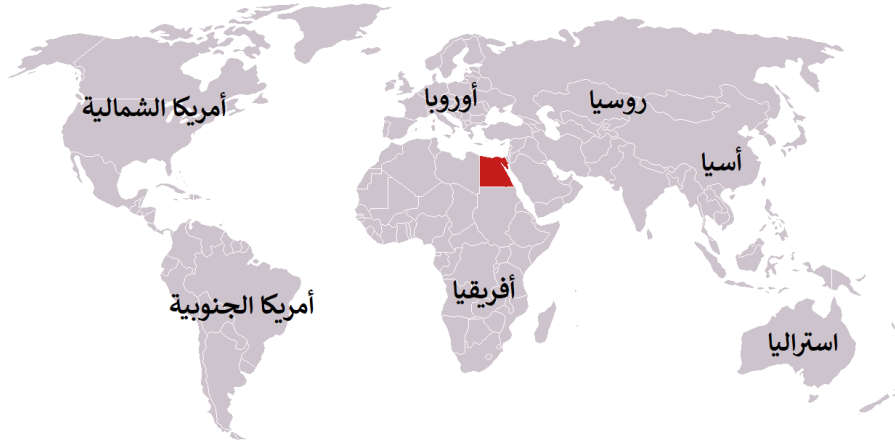 أوروبا
روسيا
أمريكا الشمالية
أسيا
أفريقيا
أمريكا الجنوبية
استراليا